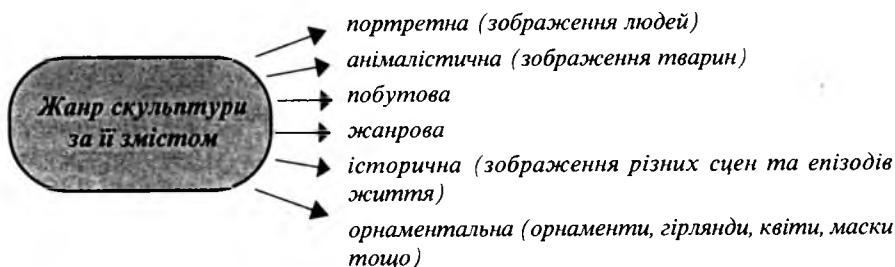 Жанр скульптури
за її змістом
портретна (зображення людей)
анімалістична (зображення тварин)
побутова
жанрова
історична (зображення різних сцен та епізодів
життя)
орнаментальна (орнаменти, гірлянди, квіти, маски
тощо)